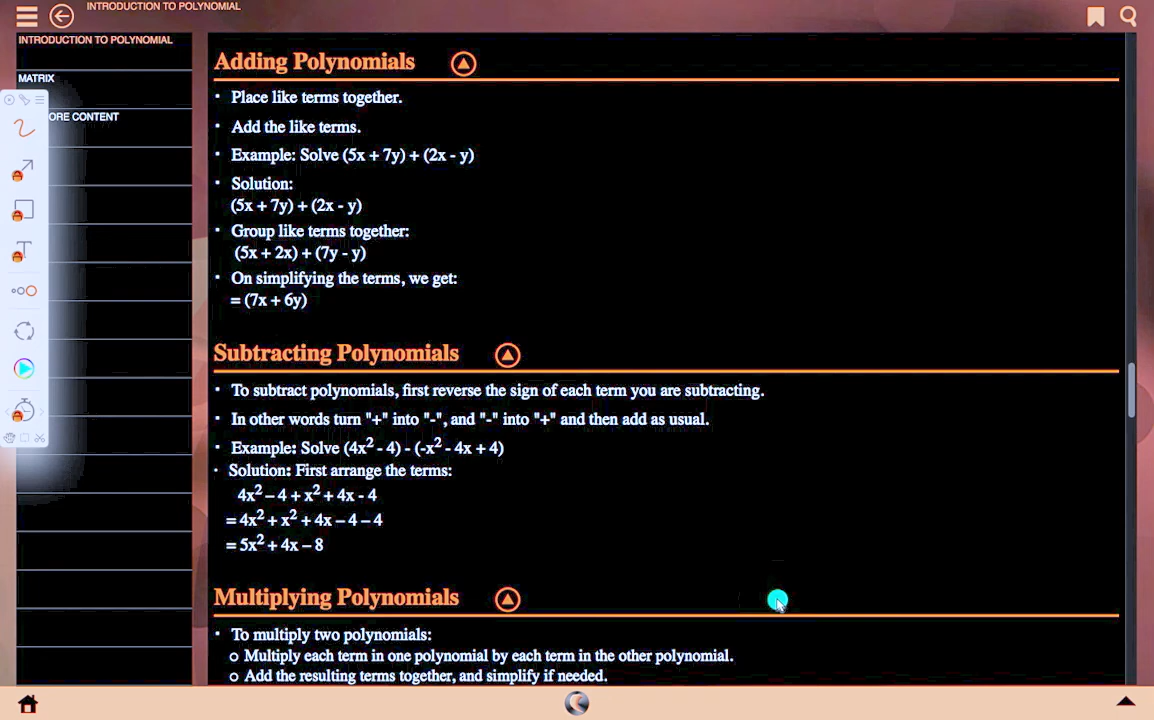 INTRODUCTION TO POLYNOMIAL
INTRODUCTION TO POLYNOMIAL
MATRIX
ORE CONTENT
Adding Polynomials
• Place like terms together.
• Add the like terms.
• Example: Solve (5x + 7y) + (2x - y)
• Solution:
(5x + 7y) + (2x - y)
• Group like terms together:
(5x + 2x) + (7y - y)
• On simplifying the terms, we get:
= (7x + 6y)
Subtracting Polynomials
• To subtract polynomials, first reverse the sign of each term you are subtracting.
• In other words turn "+" into "-", and "-" into "+" and then add as usual.
• Example: Solve (4x² - 4) - (-x² - 4x + 4)
• Solution: First arrange the terms:
4x² – 4 + x² + 4x - 4
= 4x² + x² + 4x – 4 – 4
= 5x² + 4x – 8
Multiplying Polynomials
• To multiply two polynomials:
o Multiply each term in one polynomial by each term in the other polynomial.
o Add the resulting terms together, and simplify if needed.